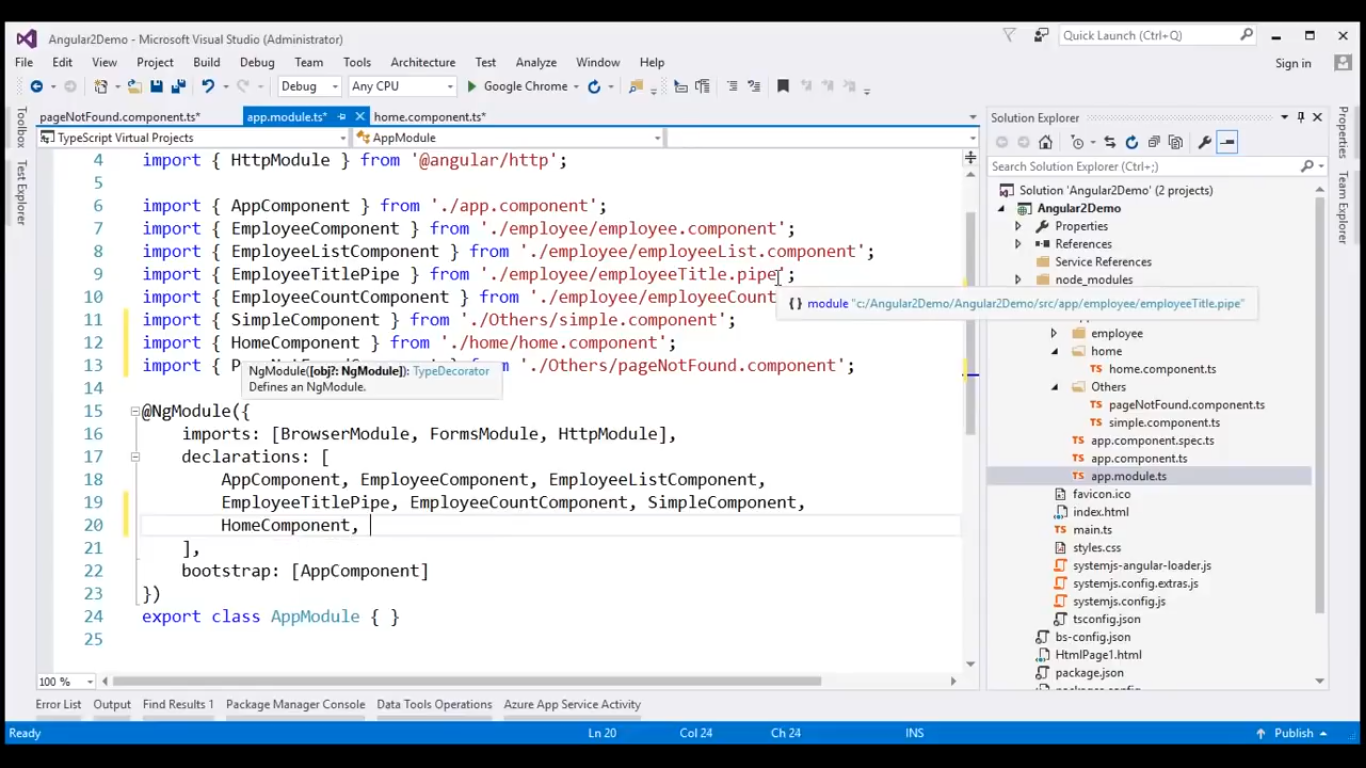 Angular2Demo - Microsoft Visual Studio (Administrator)
Quick Launch (Ctrl+Q)
File Edit View Project Build Debug Team Tools Architecture Test Analyze Window Help
Sign in
Debug Any CPU Google Chrome
Toolbox
Test Explorer
pageNotFound.component.ts* app.module.ts* home.component.ts*
TypeScript Virtual Projects AppModule
4 import { HttpModule } from '@angular/http';
5
6 import { AppComponent } from './app.component';
7 import { EmployeeComponent } from './employee/employee.component';
8 import { EmployeeListComponent } from './employee/employeeList.component';
9 import { EmployeeTitlePipe } from './employee/employeeTitle.pipe';
10 import { EmployeeCountComponent } from './employee/employeeCount
{} module "c:/Angular2Demo/Angular2Demo/src/app/employee/employeeTitle.pipe"
11 import { SimpleComponent } from './Others/simple.component';
12 import { HomeComponent } from './home/home.component';
13 import { } from './Others/pageNotFound.component';
NgModule([obj?: NgModule]): TypeDecorator
Defines an NgModule.
14
15 @NgModule({
16 imports: [BrowserModule, FormsModule, HttpModule],
17 declarations: [
18 AppComponent, EmployeeComponent, EmployeeListComponent,
19 EmployeeTitlePipe, EmployeeCountComponent, SimpleComponent,
20 HomeComponent,
21 ],
22 bootstrap: [AppComponent]
23 })
24 export class AppModule { }
25
100 %
Solution Explorer
Search Solution Explorer (Ctrl+;)
Solution 'Angular2Demo' (2 projects)
Angular2Demo
Properties
References
Service References
node_modules
employee
home
TS home.component.ts
Others
TS pageNotFound.component.ts
TS simple.component.ts
TS app.component.spec.ts
TS app.component.ts
TS app.module.ts
favicon.ico
index.html
TS main.ts
styles.css
systemjs-angular-loader.js
systemjs.config.extras.js
systemjs.config.js
tsconfig.json
bs-config.json
HtmlPage1.html
package.json
Properties
Team Explorer
Error List Output Find Results 1 Package Manager Console Data Tools Operations Azure App Service Activity
Ready Ln 20 Col 24 Ch 24 INS Publish